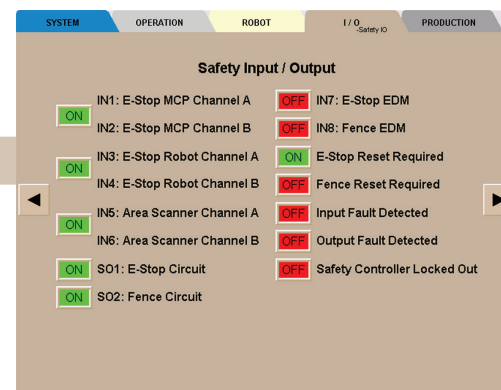 SYSTEM OPERATION ROBOT I / O PRODUCTION
-Safety IO
Safety Input / Output
IN1: E-Stop MCP Channel A
ON
IN2: E-Stop MCP Channel B
IN3: E-Stop Robot Channel A
ON
IN4: E-Stop Robot Channel B
IN5: Area Scanner Channel A
ON
IN6: Area Scanner Channel B
ON SO1: E-Stop Circuit
ON SO2: Fence Circuit
OFF IN7: E-Stop EDM
OFF IN8: Fence EDM
ON E-Stop Reset Required
OFF Fence Reset Required
OFF Input Fault Detected
OFF Output Fault Detected
OFF Safety Controller Locked Out